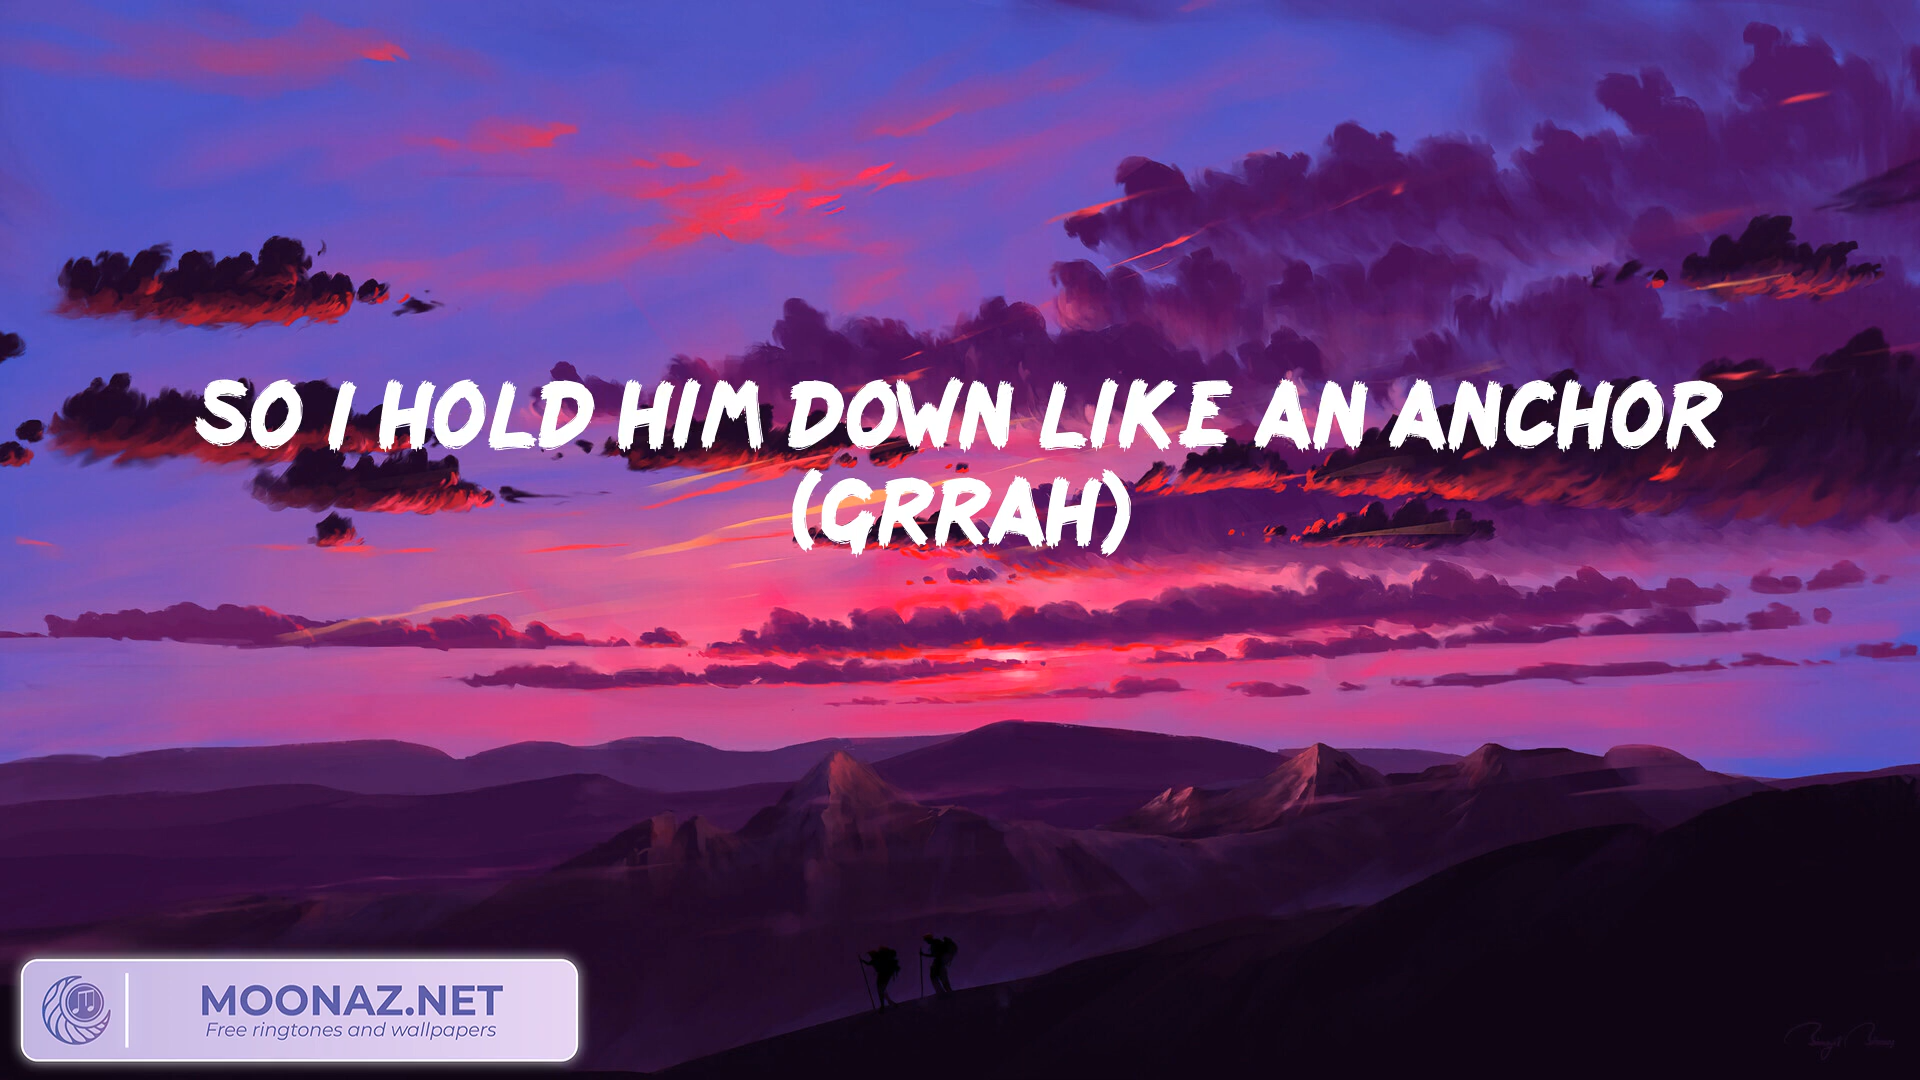 SO I HOLD HIM DOWN LIKE AN ANCHOR
(GRRAH)
MOONAZ.NET
Free ringtones and wallpapers